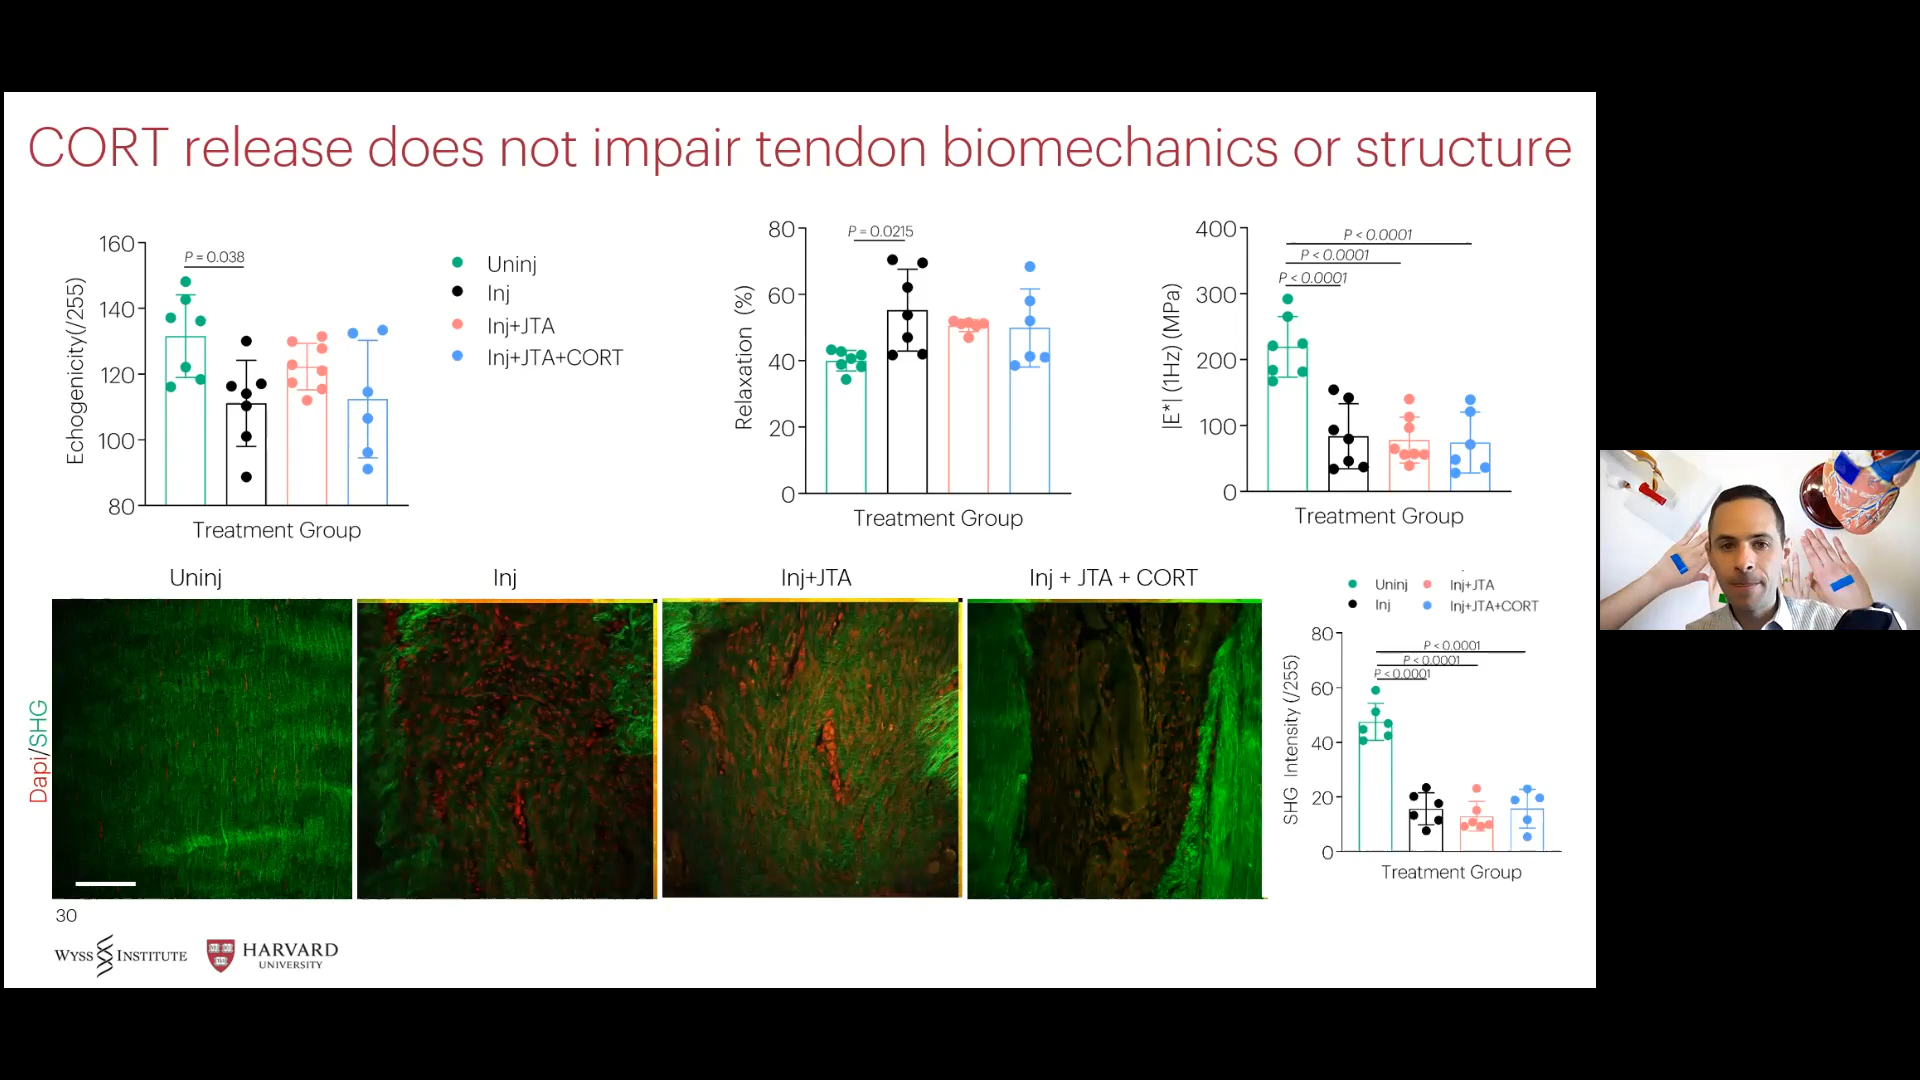 CORT release does not impair tendon biomechanics or structure
160
140
120
100
80
Echogenicity(/255)
P = 0.038
Treatment Group
Uninj
Inj
Inj+JTA
Inj+JTA+CORT
80
60
40
20
0
Relaxation (%)
P = 0.0215
Treatment Group
400
300
200
100
0
|E*| (1Hz) (MPa)
P < 0.0001
P < 0.0001
P < 0.0001
Treatment Group
Uninj
Inj
Inj+JTA
Inj + JTA + CORT
Dapi/SHG
Uninj
Inj+JTA
Inj
Inj+JTA+CORT
80
60
40
20
0
SHG Intensity (/255)
P < 0.0001
P < 0.0001
P < 0.0001
Treatment Group
30
WYSS INSTITUTE
HARVARD
UNIVERSITY